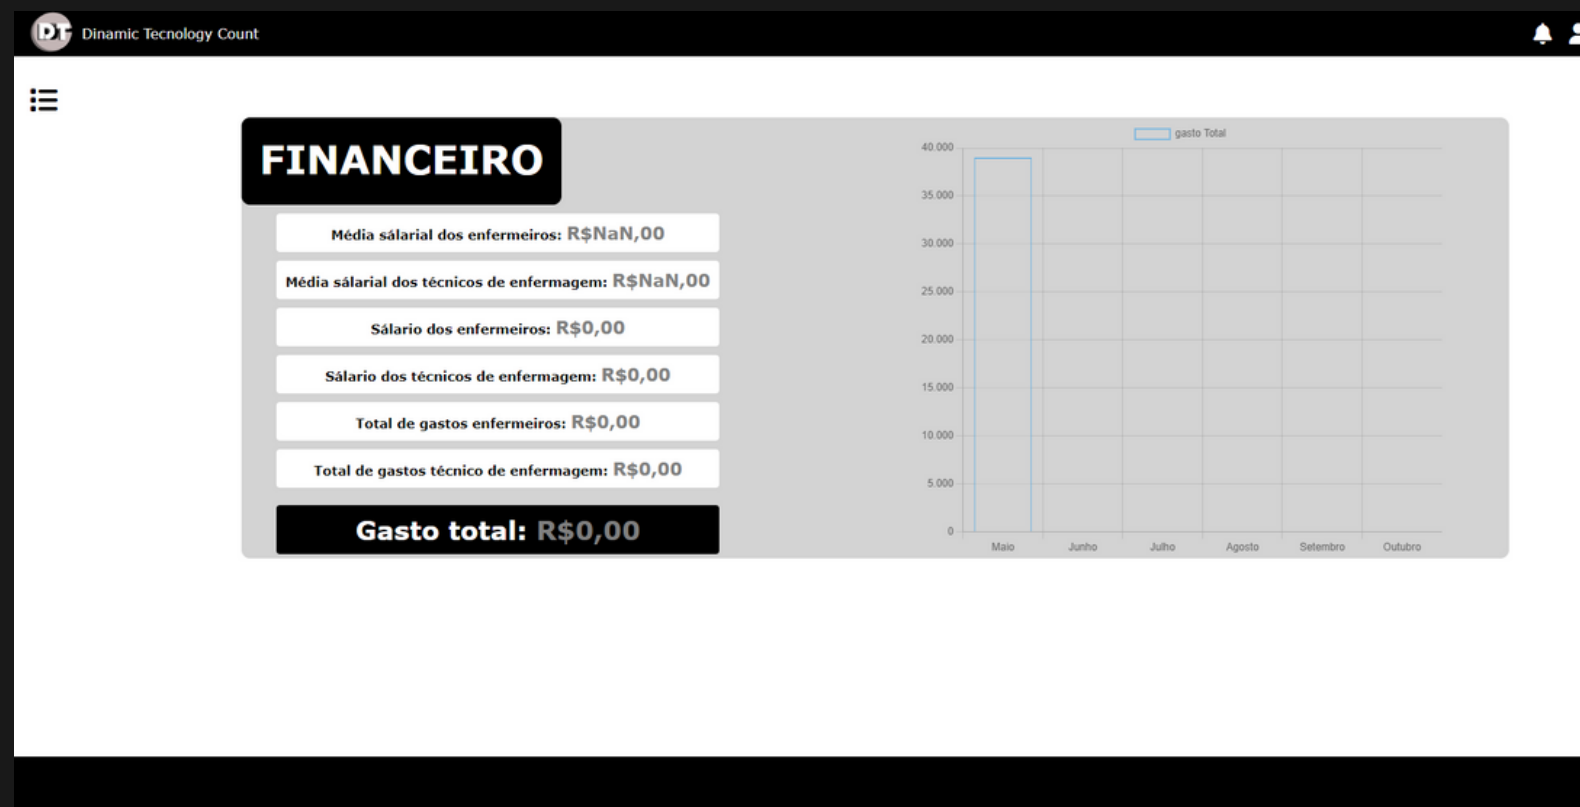 DT Dinamic Tecnology Count
FINANCEIRO
Média sálarial dos enfermeiros: R$NaN,00
Média sálarial dos técnicos de enfermagem: R$NaN,00
Sálario dos enfermeiros: R$0,00
Sálario dos técnicos de enfermagem: R$0,00
Total de gastos enfermeiros: R$0,00
Total de gastos técnico de enfermagem: R$0,00
Gasto total: R$0,00
gasto Total
40.000
35.000
30.000
25.000
20.000
15.000
10.000
5.000
0
Maio Junho Julho Agosto Setembro Outubro